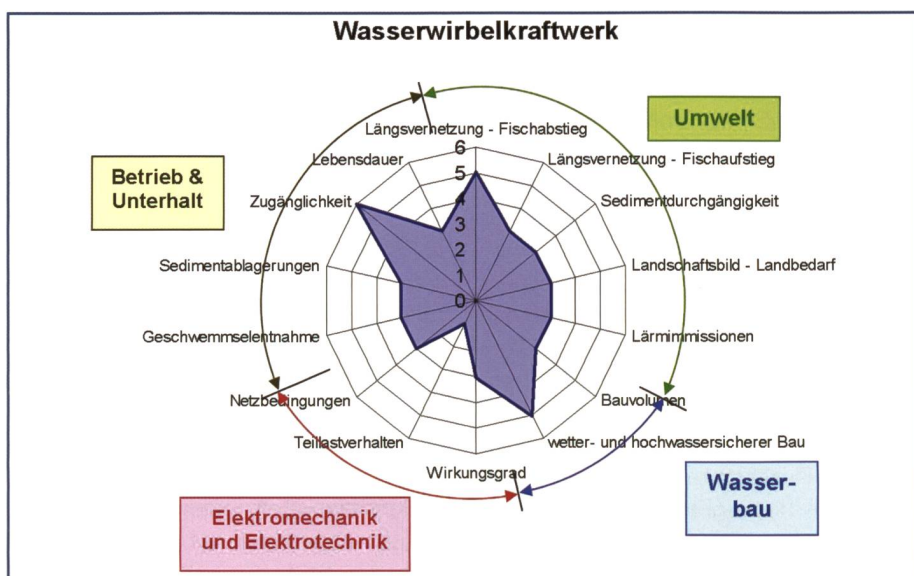 Wasserwirbelkraftwerk
Umwelt
Längsvernetzung - Fischabstieg
Lebensdauer
Längsvernetzung - Fischaufstieg
Betrieb &
Unterhalt
Zugänglichkeit
Sedimentdurchgängigkeit
Sedimentablagerungen
Landschaftsbild - Landbedarf
Geschwemmselentnahme
Lärmimmissionen
Netzbedingungen
Bauvolumen
Teillastverhalten
wetter- und hochwassersicherer Bau
Wirkungsgrad
6
5
4
3
2
1
0
Wasser-
bau
Elektromechanik
und Elektrotechnik